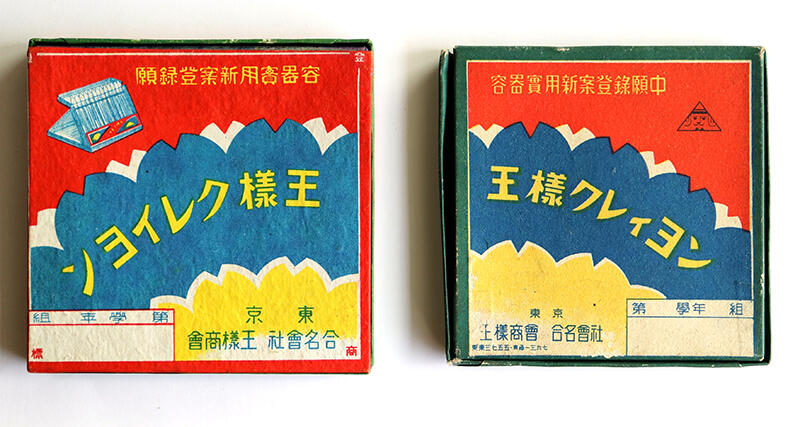 容器實用新案登録願
王様クレイヨン
東京
合名會社 王様商會
第 學年 組
商標
容器實用新案登錄願中
王様クレイヨン
東京
王様商會 合名會社
第 學年 組